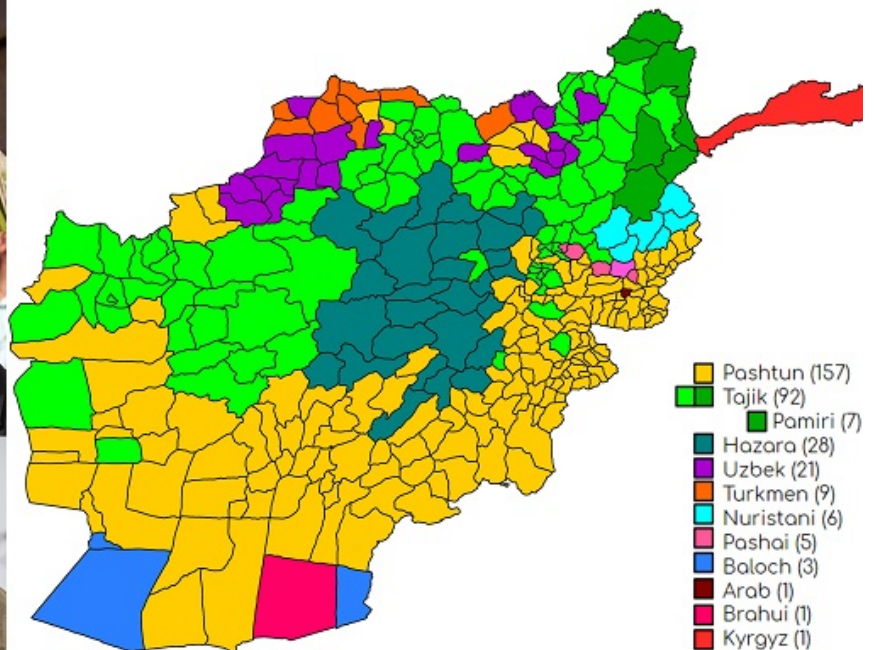 Pashtun (157)
Tajik (92)
Pamiri (7)
Hazara (28)
Uzbek (21)
Turkmen (9)
Nuristani (6)
Pashai (5)
Baloch (3)
Arab (1)
Brahui (1)
Kyrgyz (1)